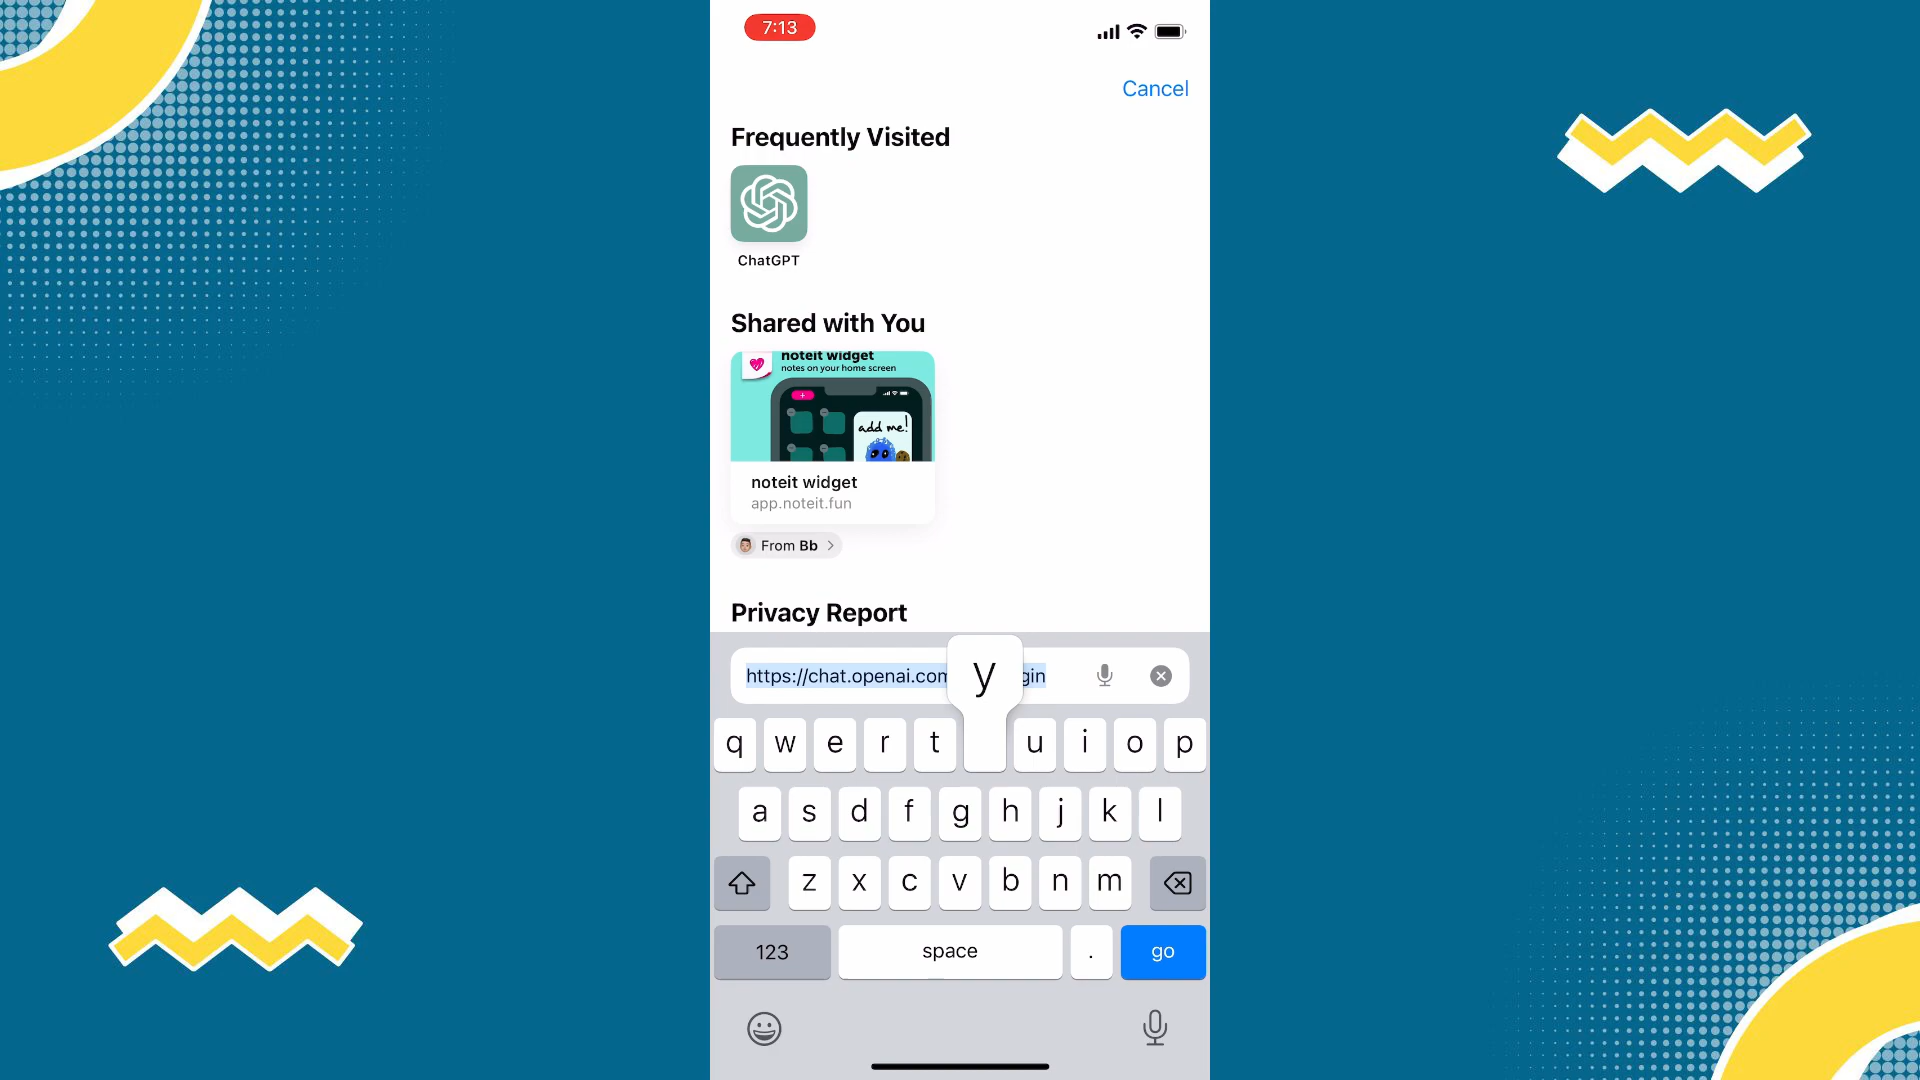 7:13
Cancel
Frequently Visited
ChatGPT
Shared with You
noteit widget
notes on your home screen
add me!
noteit widget
app.noteit.fun
From Bb
Privacy Report
https://chat.openai.com gin
y
q w e r t u i o p
a s d f g h j k l
z x c v b n m
123 space . go